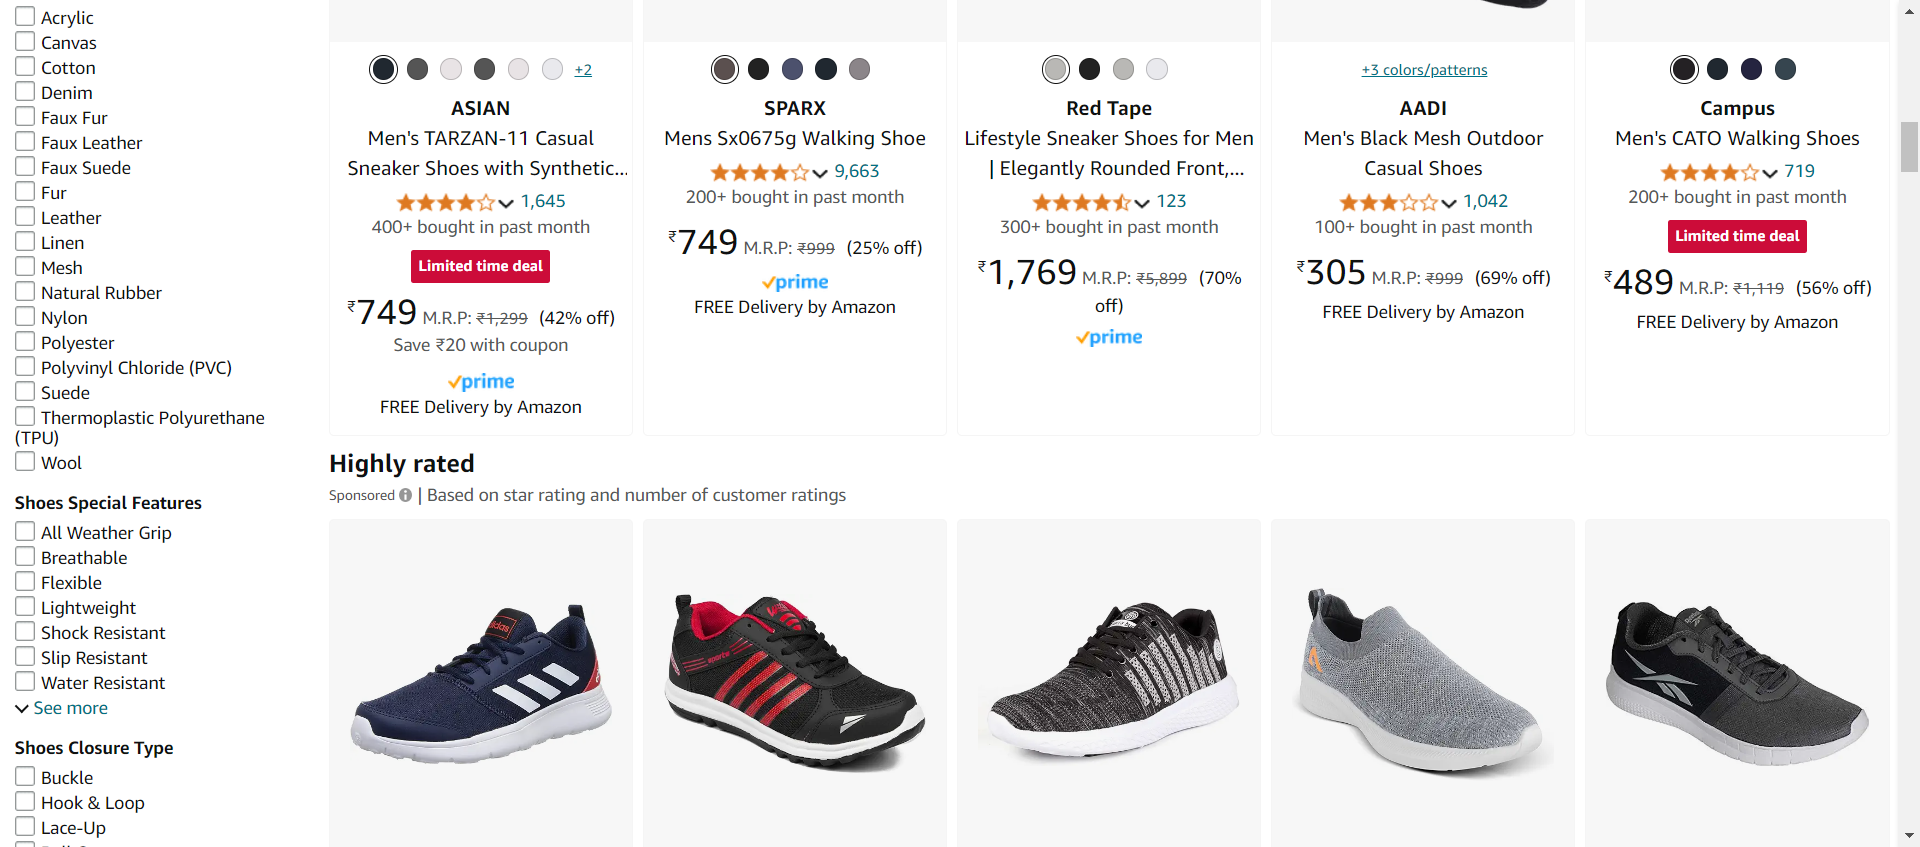 Acrylic
Canvas
Cotton
Denim
Faux Fur
Faux Leather
Faux Suede
Fur
Leather
Linen
Mesh
Natural Rubber
Nylon
Polyester
Polyvinyl Chloride (PVC)
Suede
Thermoplastic Polyurethane
(TPU)
Wool
Shoes Special Features
All Weather Grip
Breathable
Flexible
Lightweight
Shock Resistant
Slip Resistant
Water Resistant
See more
Shoes Closure Type
Buckle
Hook & Loop
Lace-Up
+2
ASIAN
Men's TARZAN-11 Casual
Sneaker Shoes with Synthetic...
1,645
400+ bought in past month
Limited time deal
₹749 M.R.P: ₹1,299 (42% off)
Save ₹20 with coupon
prime
FREE Delivery by Amazon
SPARX
Mens Sx0675g Walking Shoe
9,663
200+ bought in past month
₹749 M.R.P: ₹999 (25% off)
prime
FREE Delivery by Amazon
Red Tape
Lifestyle Sneaker Shoes for Men
| Elegantly Rounded Front,...
123
300+ bought in past month
₹1,769 M.R.P: ₹5,899 (70%
off)
prime
+3 colors/patterns
AADI
Men's Black Mesh Outdoor
Casual Shoes
1,042
100+ bought in past month
₹305 M.R.P: ₹999 (69% off)
FREE Delivery by Amazon
Campus
Men's CATO Walking Shoes
719
200+ bought in past month
Limited time deal
₹489 M.R.P: ₹1,119 (56% off)
FREE Delivery by Amazon
Highly rated
Sponsored | Based on star rating and number of customer ratings
adidas
sports